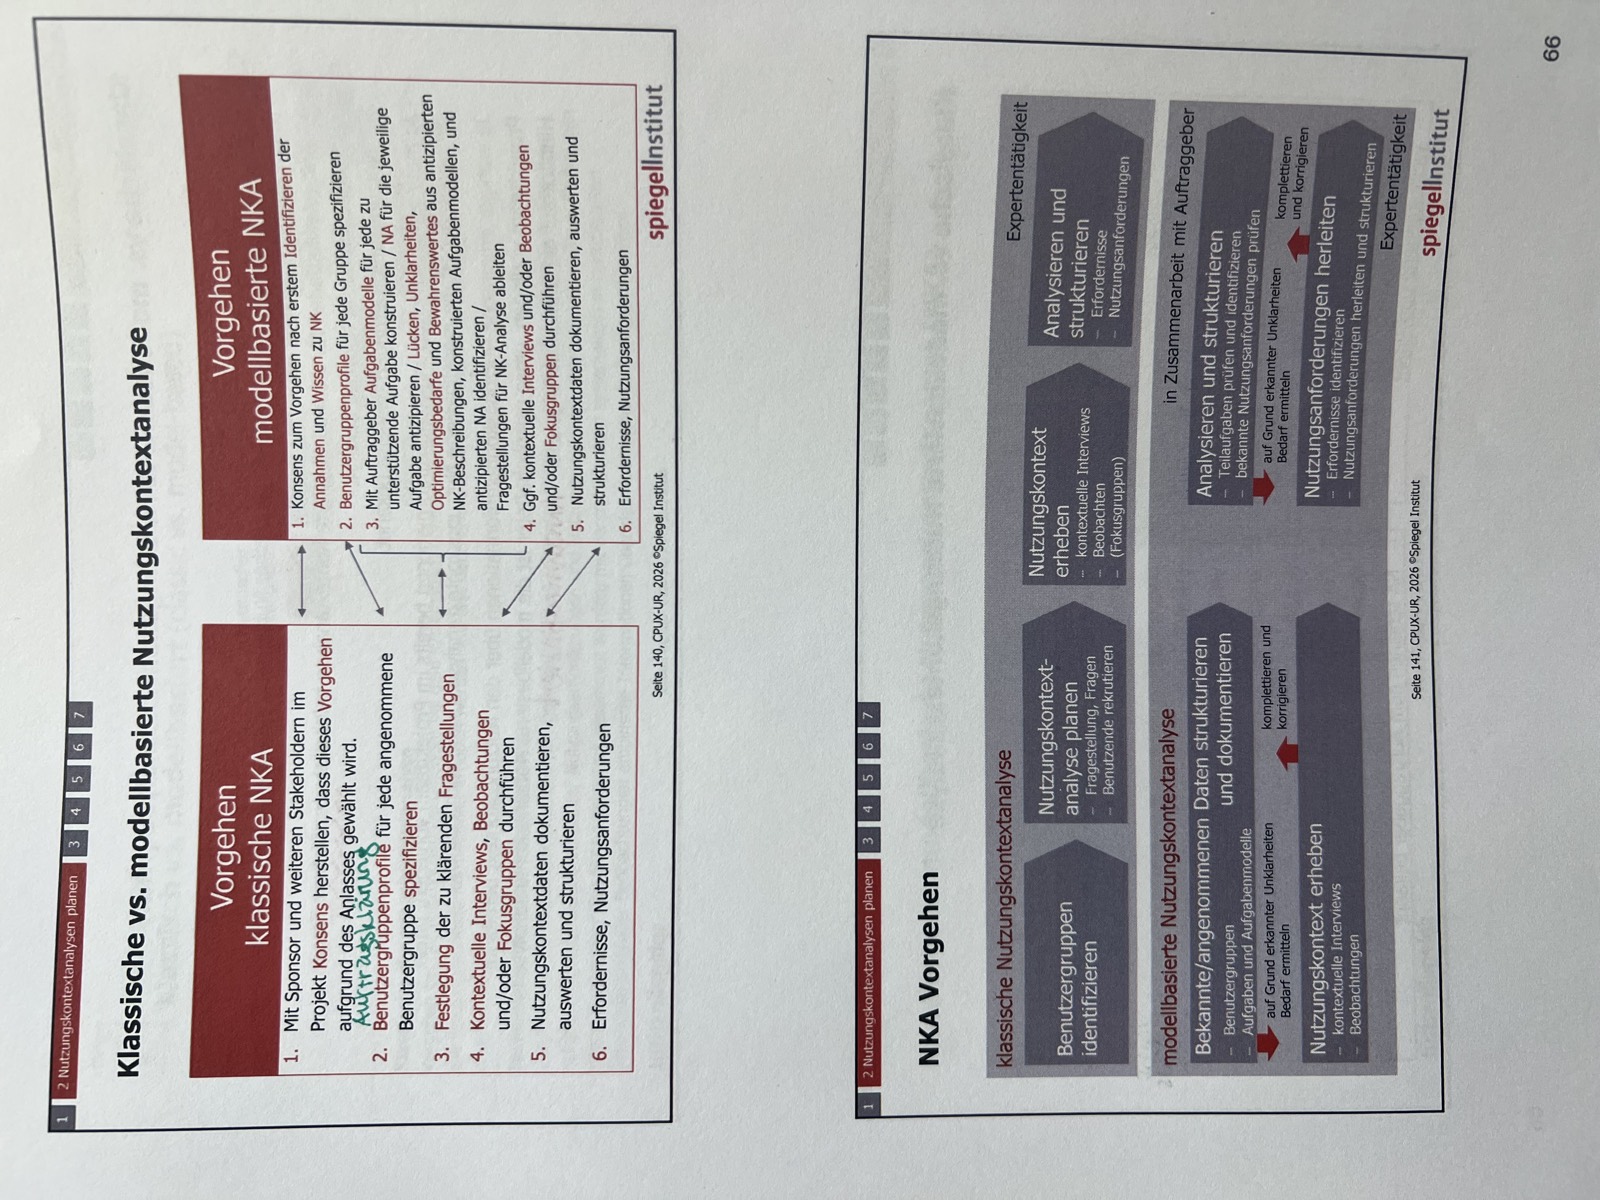 1 2 Nutzungskontextanalysen planen 3 4 5 6 7
Klassische vs. modellbasierte Nutzungskontextanalyse
Vorgehen
klassische NKA
1. Mit Sponsor und weiteren Stakeholdern im
Projekt Konsens herstellen, dass dieses Vorgehen
aufgrund des Anlasses gewählt wird.
Auftragsklärung
2. Benutzergruppenprofile für jede angenommene
Benutzergruppe spezifizieren
3. Festlegung der zu klärenden Fragestellungen
4. Kontextuelle Interviews, Beobachtungen
und/oder Fokusgruppen durchführen
5. Nutzungskontextdaten dokumentieren,
auswerten und strukturieren
6. Erfordernisse, Nutzungsanforderungen
Vorgehen
modellbasierte NKA
1. Konsens zum Vorgehen nach erstem Identifizieren der
Annahmen und Wissen zu NK
2. Benutzergruppenprofile für jede Gruppe spezifizieren
3. Mit Auftraggeber Aufgabenmodelle für jede zu
unterstützende Aufgabe konstruieren / NA für die jeweilige
Aufgabe antizipieren / Lücken, Unklarheiten,
Optimierungsbedarfe und Bewahrenswertes aus antizipierten
NK-Beschreibungen, konstruierten Aufgabenmodellen, und
antizipierten NA identifizieren /
Fragestellungen für NK-Analyse ableiten
4. Ggf. kontextuelle Interviews und/oder Beobachtungen
und/oder Fokusgruppen durchführen
5. Nutzungskontextdaten dokumentieren, auswerten und
strukturieren
6. Erfordernisse, Nutzungsanforderungen
Seite 140, CPUX-UR, 2026 ©Spiegel Institut
spiegelInstitut
1 2 Nutzungskontextanalysen planen 3 4 5 6 7
NKA Vorgehen
klassische Nutzungskontextanalyse
Expertentätigkeit
Benutzergruppen
identifizieren
Nutzungskontext-
analyse planen
– Fragestellung, Fragen
– Benutzende rekrutieren
Nutzungskontext
erheben
– kontextuelle Interviews
– Beobachten
– (Fokusgruppen)
Analysieren und
strukturieren
– Erfordernisse
– Nutzungsanforderungen
modellbasierte Nutzungskontextanalyse
in Zusammenarbeit mit Auftraggeber
Bekannte/angenommenen Daten strukturieren
und dokumentieren
– Benutzergruppen
– Aufgaben und Aufgabenmodelle
auf Grund erkannter Unklarheiten
Bedarf ermitteln
komplettieren und
korrigieren
Nutzungskontext erheben
– kontextuelle Interviews
– Beobachtungen
Analysieren und strukturieren
– Teilaufgaben prüfen und identifizieren
– bekannte Nutzungsanforderungen prüfen
auf Grund erkannter Unklarheiten
Bedarf ermitteln
komplettieren
und korrigieren
Nutzungsanforderungen herleiten
– Erfordernisse identifizieren
– Nutzungsanforderungen herleiten und strukturieren
Expertentätigkeit
Seite 141, CPUX-UR, 2026 ©Spiegel Institut
spiegelInstitut
66